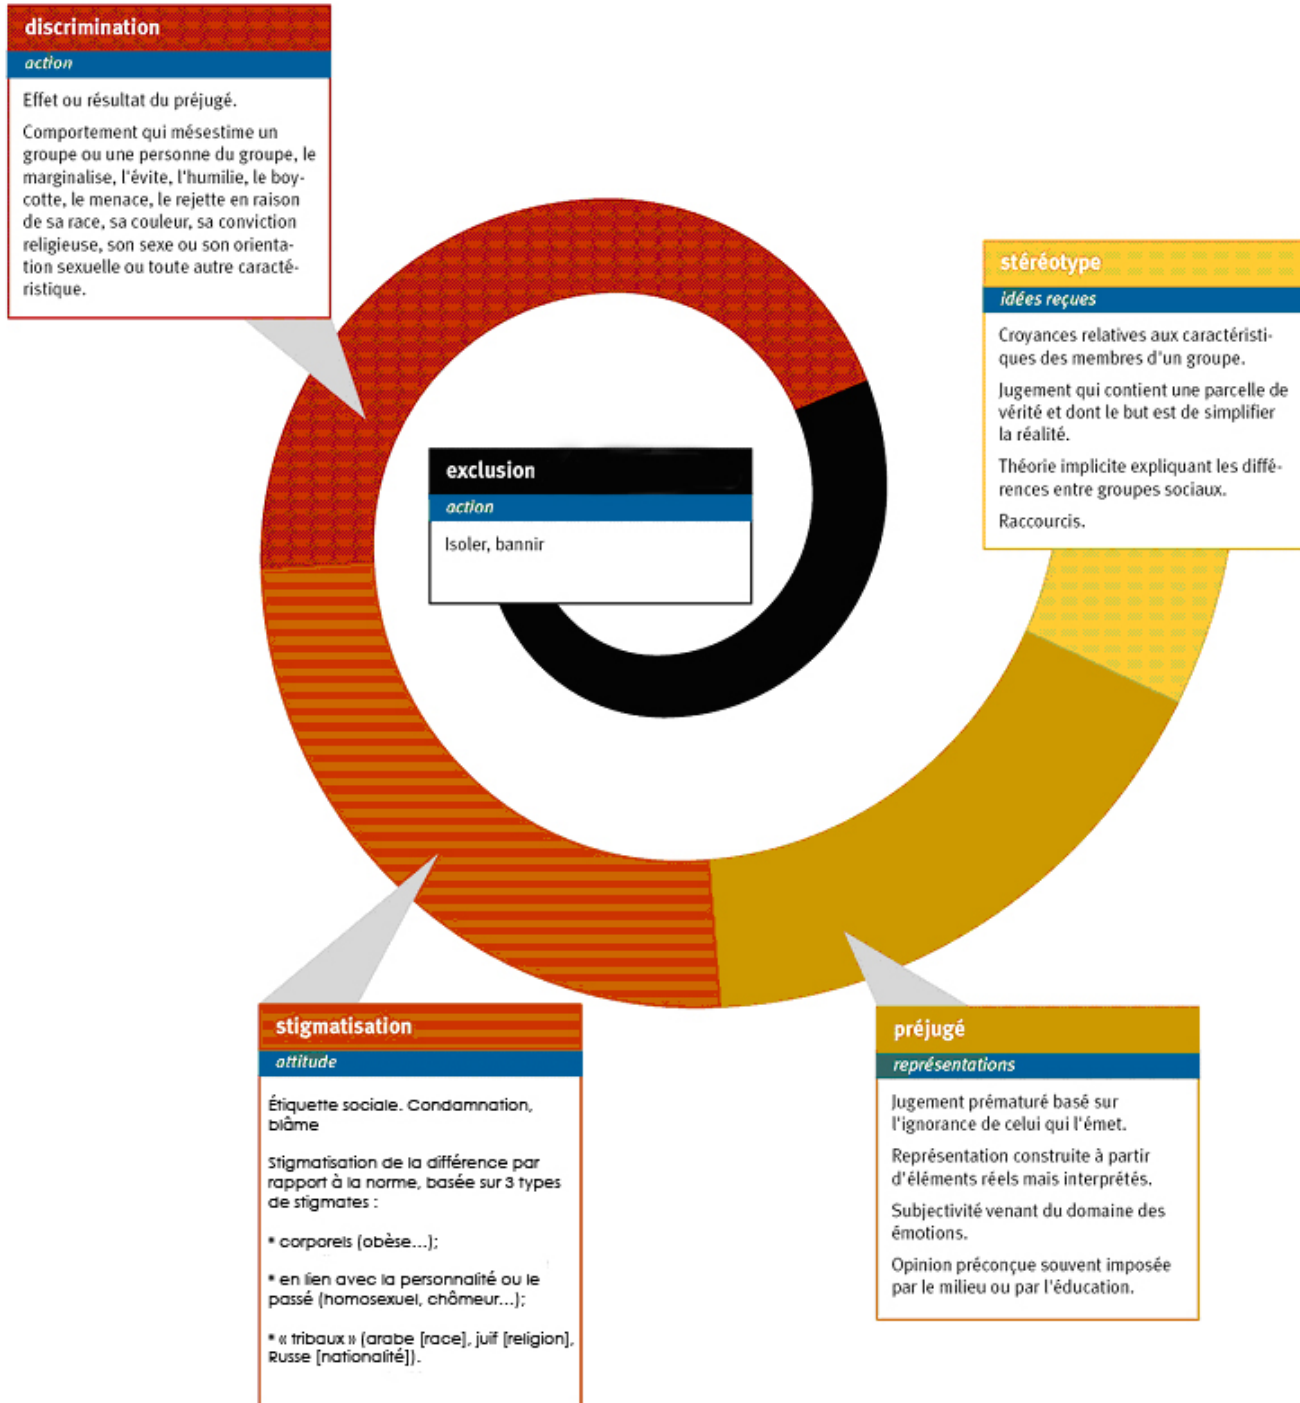 discrimination
action
Effet ou résultat du préjugé.
Comportement qui mésestime un
groupe ou une personne du groupe, le
marginalise, l'évite, l'humilie, le boy-
cotte, le menace, le rejette en raison
de sa race, sa couleur, sa conviction
religieuse, son sexe ou son orienta-
tion sexuelle ou toute autre caracté-
ristique.
stéréotype
idées reçues
Croyances relatives aux caractéristi-
ques des membres d'un groupe.
Jugement qui contient une parcelle de
vérité et dont le but est de simplifier
la réalité.
Théorie implicite expliquant les diffé-
rences entre groupes sociaux.
Raccourcis.
exclusion
action
Isoler, bannir
stigmatisation
attitude
Étiquette sociale. Condamnation,
blâme
Stigmatisation de la différence par
rapport à la norme, basée sur 3 types
de stigmates :
* corporels (obèse...);
* en lien avec la personnalité ou le
passé (homosexuel, chômeur...);
* « tribaux » (arabe [race], juif [religion],
Russe [nationalité]).
préjugé
représentations
Jugement prématuré basé sur
l'ignorance de celui qui l'émet.
Représentation construite à partir
d'éléments réels mais interprétés.
Subjectivité venant du domaine des
émotions.
Opinion préconçue souvent imposée
par le milieu ou par l'éducation.